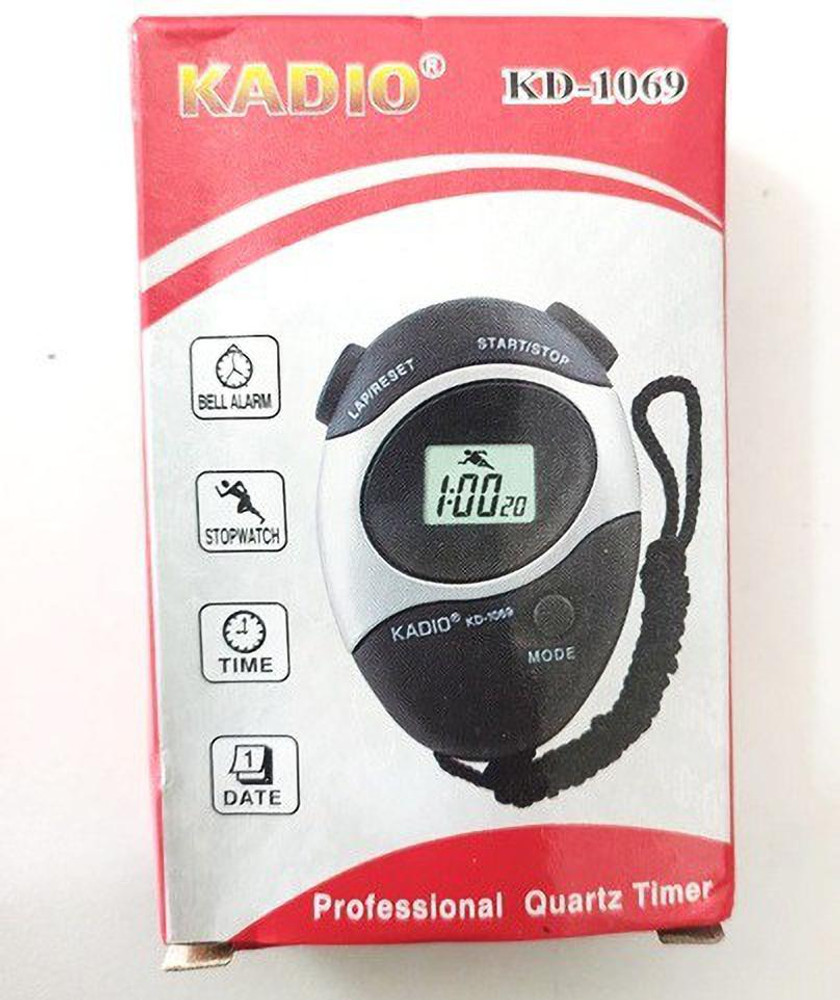 KADIO®
KD-1069
BELL ALARM
STOPWATCH
TIME
1
DATE
LAP/RESET
START/STOP
1:00 20
KADIO® KD-1069
MODE
Professional Quartz Timer